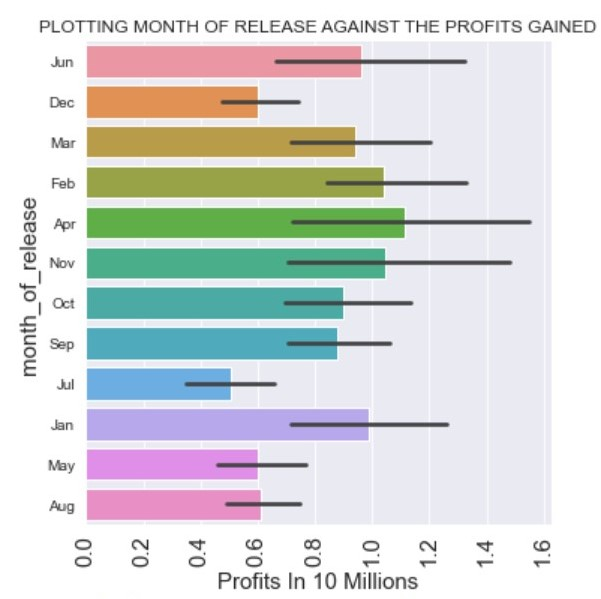 PLOTTING MONTH OF RELEASE AGAINST THE PROFITS GAINED
Jun
Dec
Mar
Feb
Apr
Nov
Oct
Sep
Jul
Jan
May
Aug
month_of_release
0.0 0.2 0.4 0.6 0.8 1.0 1.2 1.4 1.6
Profits In 10 Millions